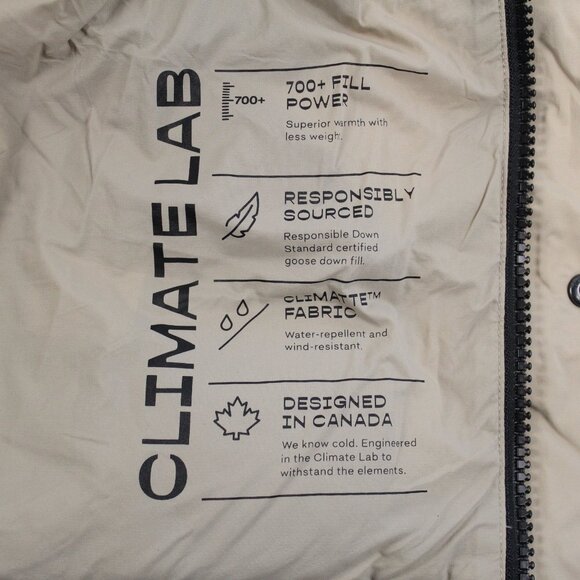 CLIMATE LAB
700+
700+ FILL
POWER
Superior warmth with
less weight.
RESPONSIBLY
SOURCED
Responsible Down
Standard certified
goose down fill.
CLIMATTE™
FABRIC
Water-repellent and
wind-resistant.
DESIGNED
IN CANADA
We know cold. Engineered
in the Climate Lab to
withstand the elements.